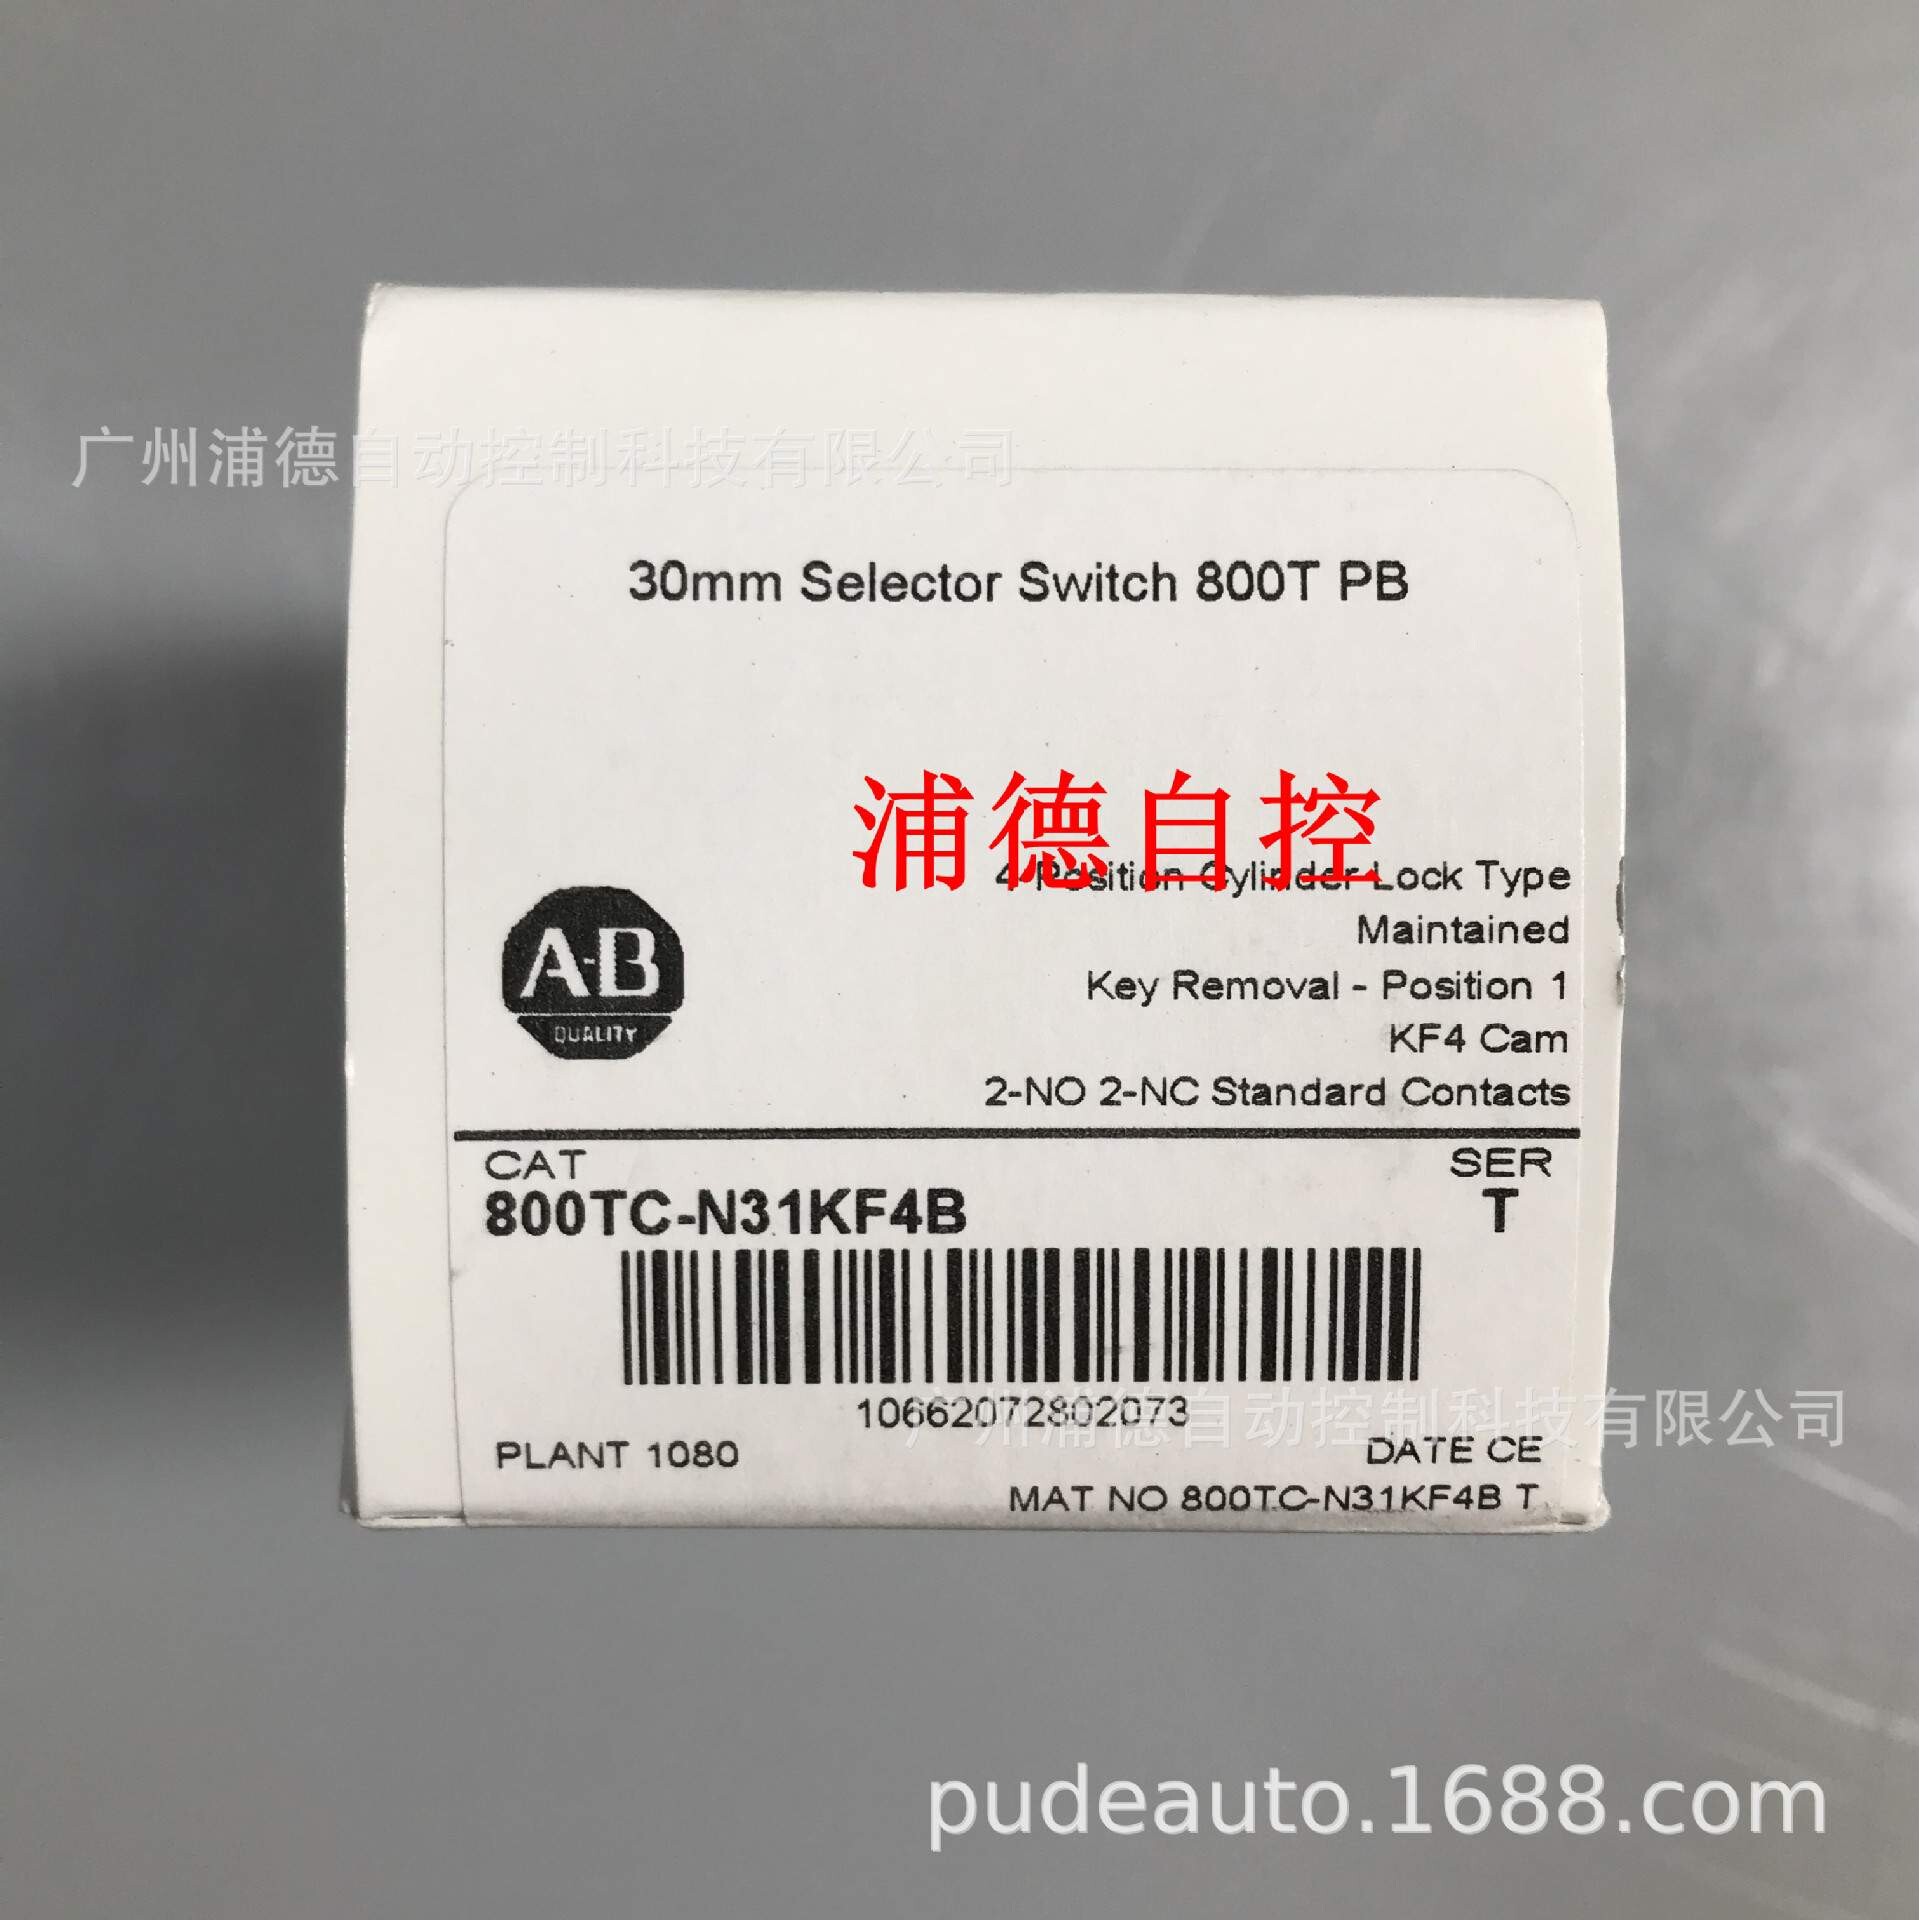 广州浦德自动控制科技有限公司
30mm Selector Switch 800T PB
浦德自控
4 Position Cylinder Lock Type
Maintained
Key Removal - Position 1
KF4 Cam
2-NO 2-NC Standard Contacts
A-B
QUALITY
CAT
SER
800TC-N31KF4B
T
10662072802073
广州浦德自动控制科技有限公司
PLANT 1080
DATE CE
MAT NO 800TC-N31KF4B T
pudeauto.1688.com